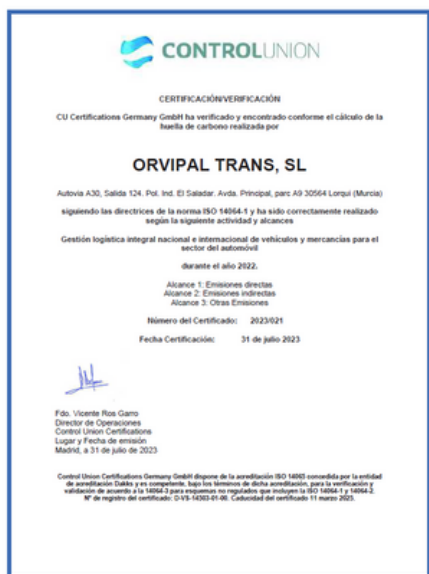 CONTROLUNION
CERTIFICACIÓN/VERIFICACIÓN
CU Certifications Germany GmbH ha verificado y encontrado conforme el cálculo de la
huella de carbono realizada por
ORVIPAL TRANS, SL
Autovia A30, Salida 124. Pol. Ind. El Saladar. Avda. Principal, parc A9 30564 Lorqui (Murcia)
siguiendo las directrices de la norma ISO 14064-1 y ha sido correctamente realizado
según la siguiente actividad y alcances
Gestión logística integral nacional e internacional de vehículos y mercancías para el
sector del automóvil
durante el año 2022.
Alcance 1: Emisiones directas
Alcance 2: Emisiones indirectas
Alcance 3: Otras Emisiones
Número del Certificado: 2023/021
Fecha Certificación: 31 de julio 2023
Fdo. Vicente Ros Garro
Director de Operaciones
Control Union Certifications
Lugar y Fecha de emisión
Madrid, a 31 de julio de 2023
Control Union Certifications Germany GmbH dispone de la acreditación ISO 14065 concedida por la entidad
de acreditación Dakks y es competente, bajo los términos de dicha acreditación, para la verificación y
validación de acuerdo a la 14064-3 para esquemas no regulados que incluyen la ISO 14064-1 y 14064-2.
Nº de registro del certificado: D-VS-14503-01-00. Caducidad del certificado 11 marzo 2025.